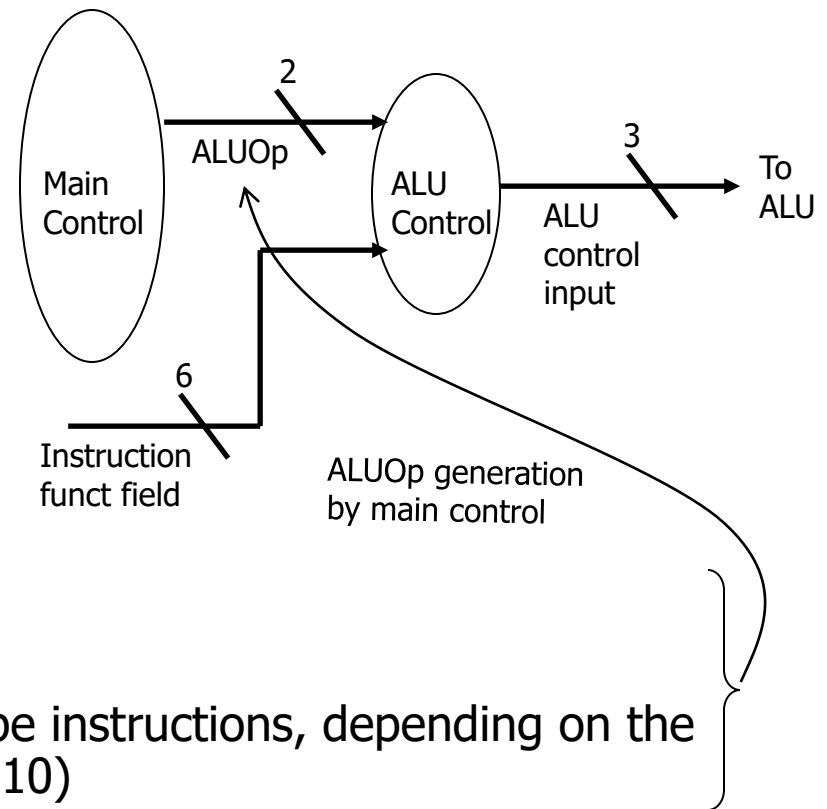 2
ALUOp
Main
Control
ALU
Control
3
To
ALU
ALU
control
input
6
Instruction
funct field
ALUOp generation
by main control
instructions, depending on the
10)